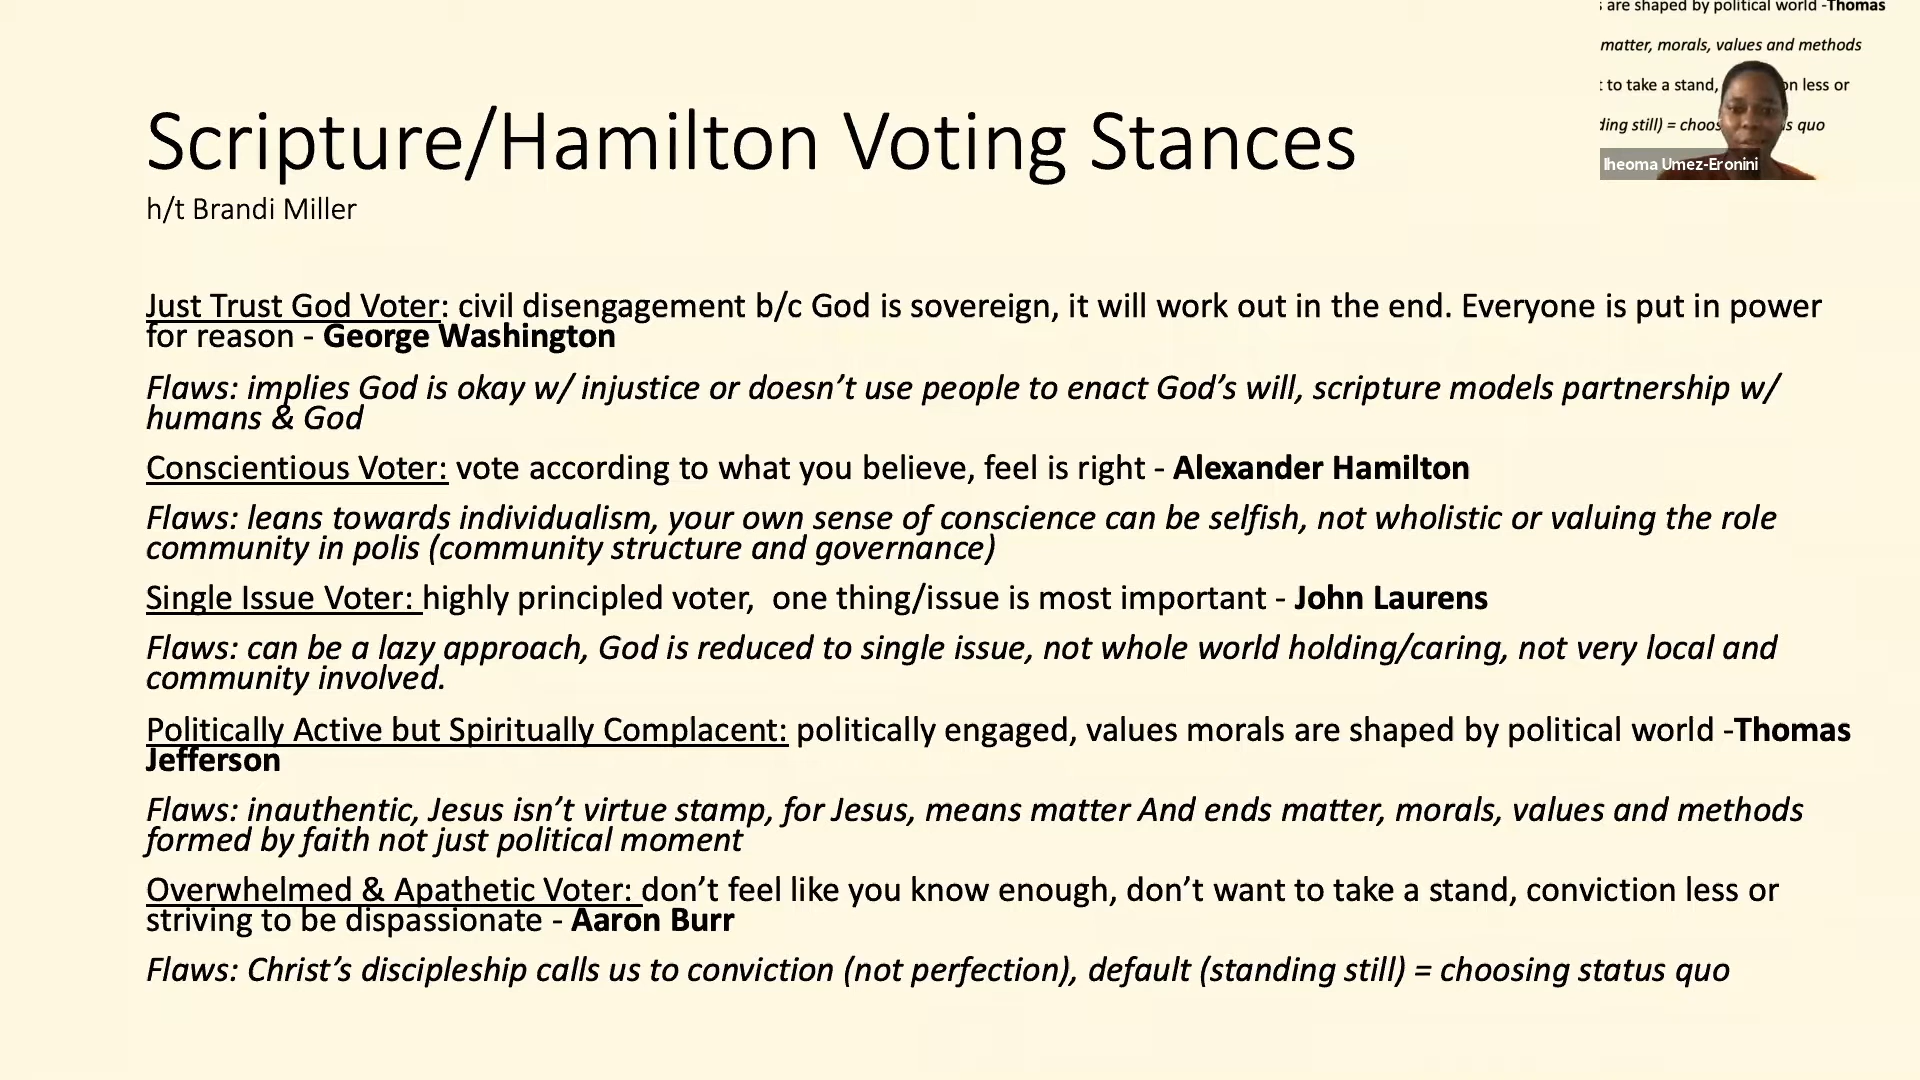 s are shaped by political world -Thomas
matter, morals, values and methods
t to take a stand, on less or
ding still) = choos s quo
Iheoma Umez-Eronini
Scripture/Hamilton Voting Stances
h/t Brandi Miller
Just Trust God Voter: civil disengagement b/c God is sovereign, it will work out in the end. Everyone is put in power
for reason - George Washington
Flaws: implies God is okay w/ injustice or doesn’t use people to enact God’s will, scripture models partnership w/
humans & God
Conscientious Voter: vote according to what you believe, feel is right - Alexander Hamilton
Flaws: leans towards individualism, your own sense of conscience can be selfish, not wholistic or valuing the role
community in polis (community structure and governance)
Single Issue Voter: highly principled voter,  one thing/issue is most important - John Laurens
Flaws: can be a lazy approach, God is reduced to single issue, not whole world holding/caring, not very local and
community involved.
Politically Active but Spiritually Complacent: politically engaged, values morals are shaped by political world -Thomas
Jefferson
Flaws: inauthentic, Jesus isn’t virtue stamp, for Jesus, means matter And ends matter, morals, values and methods
formed by faith not just political moment
Overwhelmed & Apathetic Voter: don’t feel like you know enough, don’t want to take a stand, conviction less or
striving to be dispassionate - Aaron Burr
Flaws: Christ’s discipleship calls us to conviction (not perfection), default (standing still) = choosing status quo